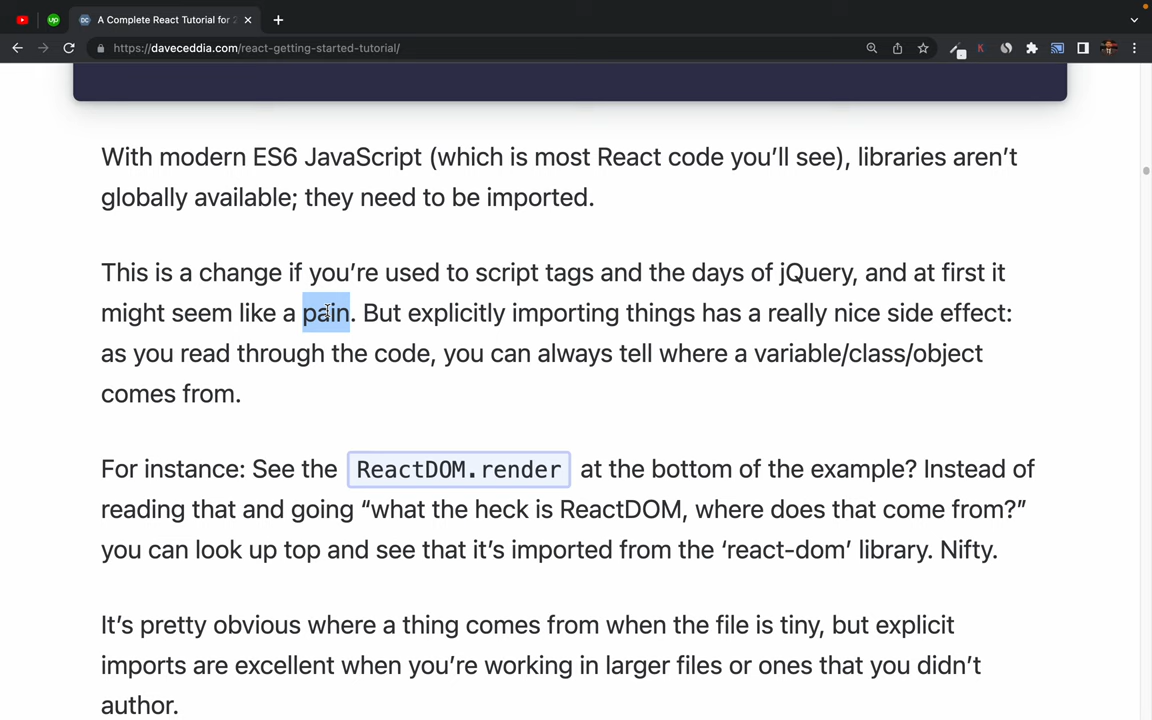 A Complete React Tutorial for 2
https://daveceddia.com/react-getting-started-tutorial/
With modern ES6 JavaScript (which is most React code you’ll see), libraries aren’t
globally available; they need to be imported.
This is a change if you’re used to script tags and the days of jQuery, and at first it
might seem like a pain. But explicitly importing things has a really nice side effect:
as you read through the code, you can always tell where a variable/class/object
comes from.
For instance: See the ReactDOM.render at the bottom of the example? Instead of
reading that and going “what the heck is ReactDOM, where does that come from?”
you can look up top and see that it’s imported from the ‘react-dom’ library. Nifty.
It’s pretty obvious where a thing comes from when the file is tiny, but explicit
imports are excellent when you’re working in larger files or ones that you didn’t
author.